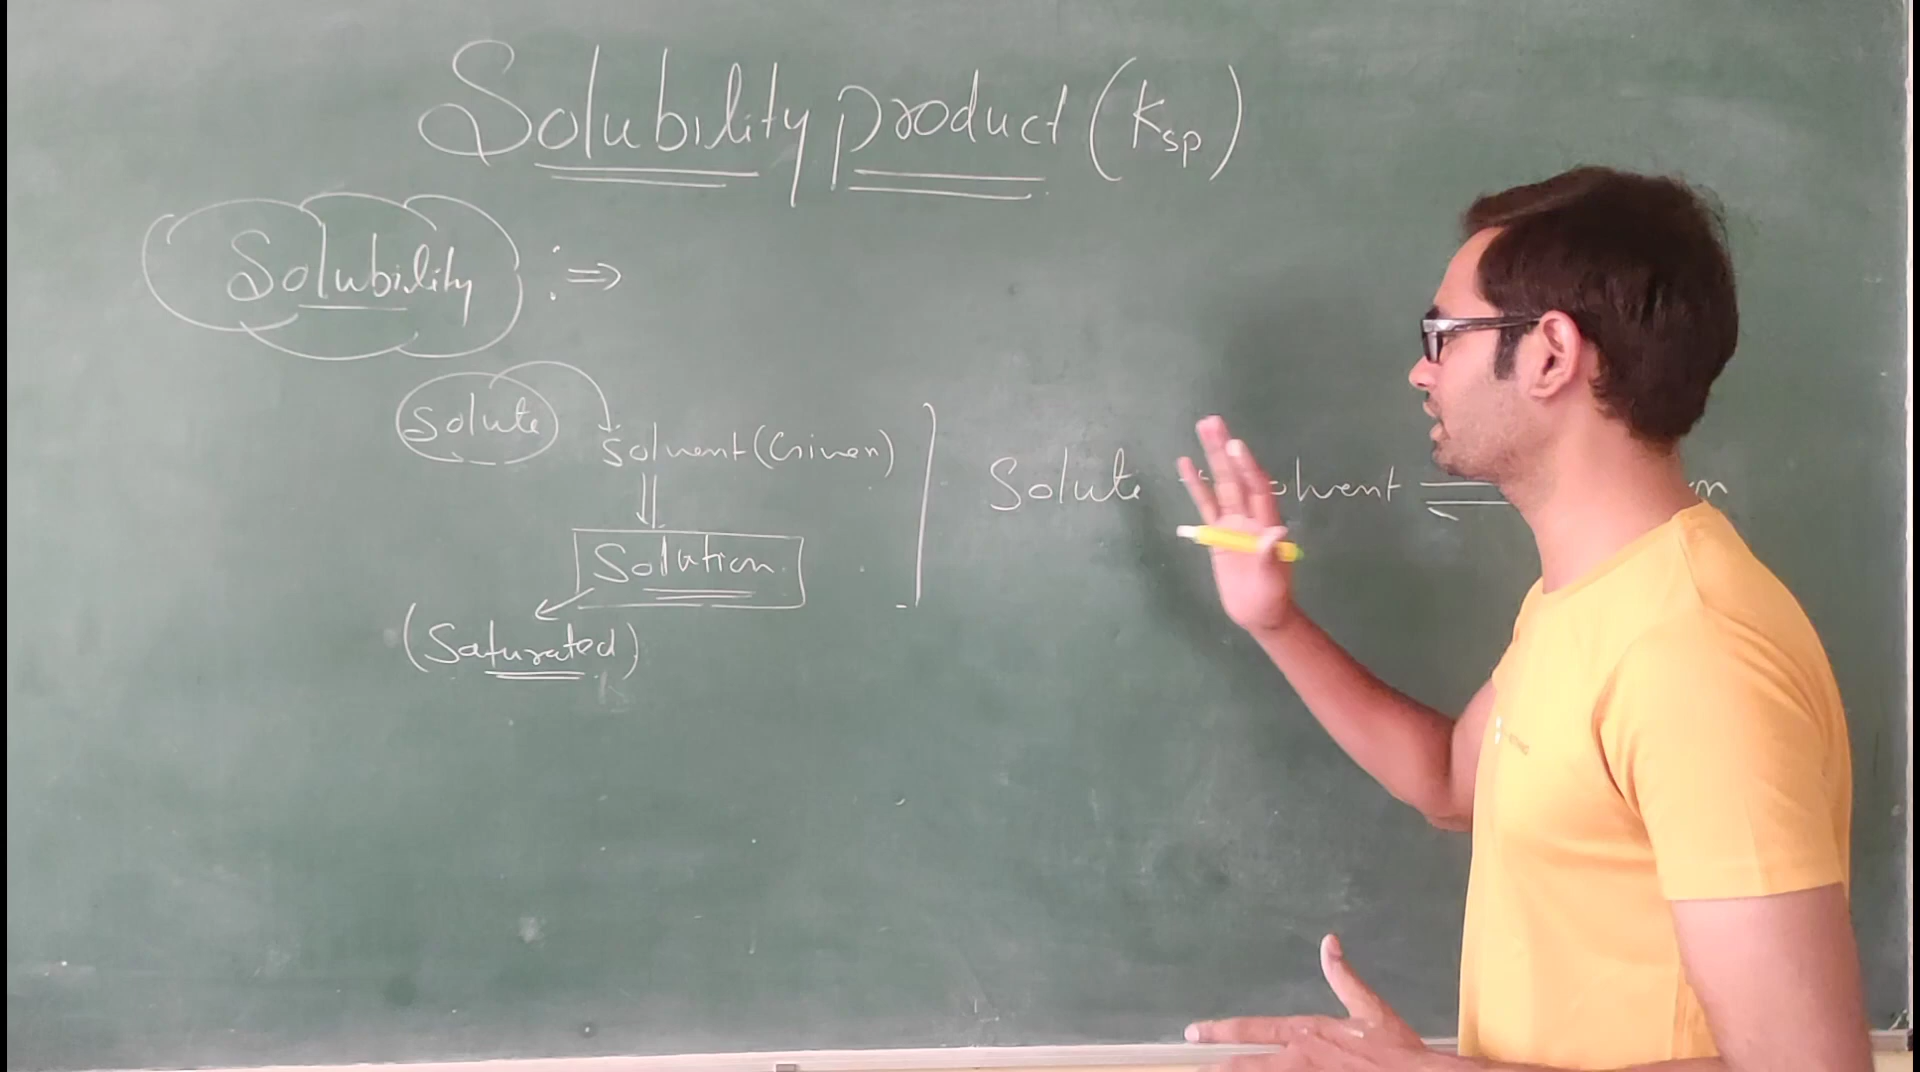 Solubility product (Ksp)
Solubility :⇒
Solute
Solvent (Given)
Solution
(Saturated)
Solute ⇌